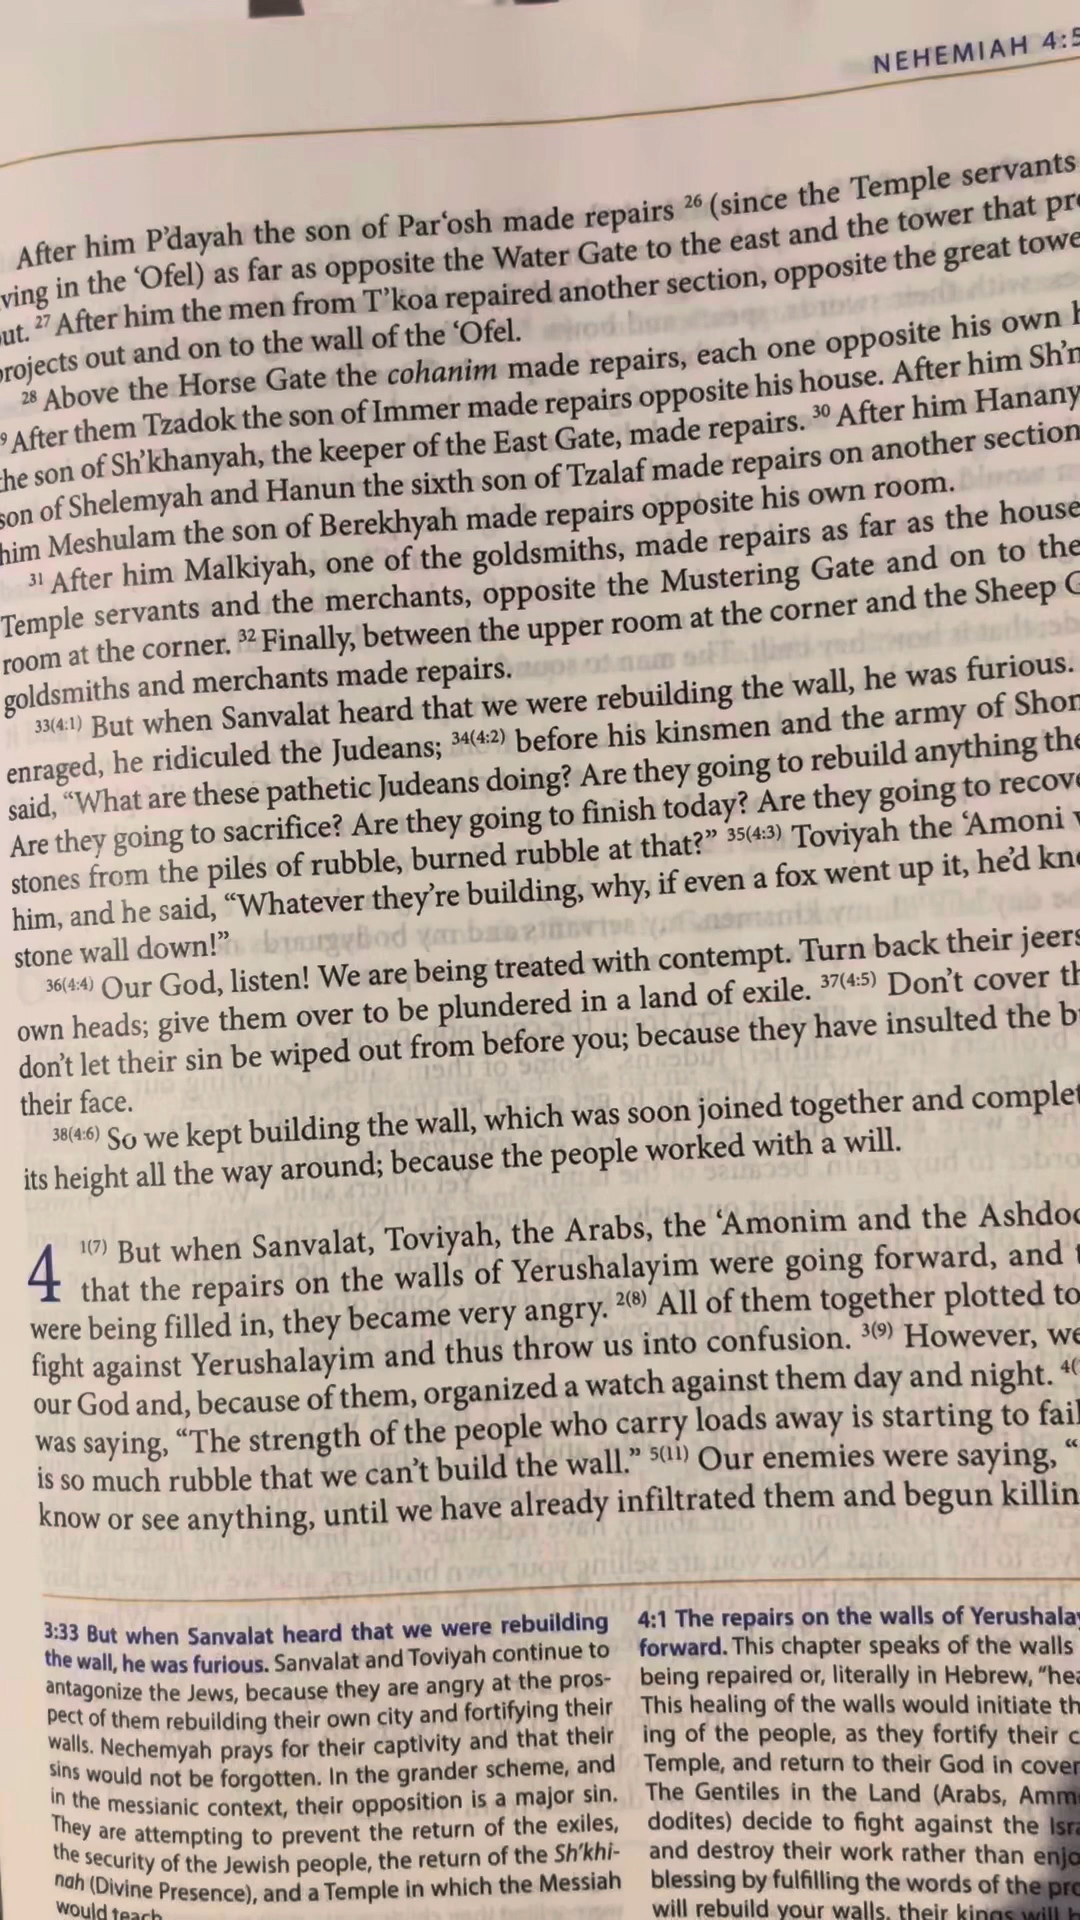 NEHEMIAH 4:5
After him P’dayah the son of Par‘osh made repairs 26 (since the Temple servants
ving in the ‘Ofel) as far as opposite the Water Gate to the east and the tower that pro
out. 27 After him the men from T’koa repaired another section, opposite the great towe
projects out and on to the wall of the ‘Ofel.
28 Above the Horse Gate the cohanim made repairs, each one opposite his own h
9 After them Tzadok the son of Immer made repairs opposite his house. After him Sh’m
the son of Sh’khanyah, the keeper of the East Gate, made repairs. 30 After him Hanany
son of Shelemyah and Hanun the sixth son of Tzalaf made repairs on another section
him Meshulam the son of Berekhyah made repairs opposite his own room.
31 After him Malkiyah, one of the goldsmiths, made repairs as far as the house
Temple servants and the merchants, opposite the Mustering Gate and on to the
room at the corner. 32 Finally, between the upper room at the corner and the Sheep G
goldsmiths and merchants made repairs.
33(4:1) But when Sanvalat heard that we were rebuilding the wall, he was furious.
enraged, he ridiculed the Judeans; 34(4:2) before his kinsmen and the army of Shom
said, “What are these pathetic Judeans doing? Are they going to rebuild anything the
Are they going to sacrifice? Are they going to finish today? Are they going to recove
stones from the piles of rubble, burned rubble at that?” 35(4:3) Toviyah the ‘Amoni w
him, and he said, “Whatever they’re building, why, if even a fox went up it, he’d kno
stone wall down!”
36(4:4) Our God, listen! We are being treated with contempt. Turn back their jeers
own heads; give them over to be plundered in a land of exile. 37(4:5) Don’t cover th
don’t let their sin be wiped out from before you; because they have insulted the b
their face.
38(4:6) So we kept building the wall, which was soon joined together and complet
its height all the way around; because the people worked with a will.
4 1(7) But when Sanvalat, Toviyah, the Arabs, the ‘Amonim and the Ashdod
that the repairs on the walls of Yerushalayim were going forward, and t
were being filled in, they became very angry. 2(8) All of them together plotted to
fight against Yerushalayim and thus throw us into confusion. 3(9) However, we
our God and, because of them, organized a watch against them day and night. 4(
was saying, “The strength of the people who carry loads away is starting to fail
is so much rubble that we can’t build the wall.” 5(11) Our enemies were saying, “
know or see anything, until we have already infiltrated them and begun killin
3:33 But when Sanvalat heard that we were rebuilding
the wall, he was furious. Sanvalat and Toviyah continue to
antagonize the Jews, because they are angry at the pros-
pect of them rebuilding their own city and fortifying their
walls. Nechemyah prays for their captivity and that their
sins would not be forgotten. In the grander scheme, and
in the messianic context, their opposition is a major sin.
They are attempting to prevent the return of the exiles,
the security of the Jewish people, the return of the Sh’khi-
nah (Divine Presence), and a Temple in which the Messiah
would teach
4:1 The repairs on the walls of Yerushalay
forward. This chapter speaks of the walls
being repaired or, literally in Hebrew, “hea
This healing of the walls would initiate th
ing of the people, as they fortify their c
Temple, and return to their God in cover
The Gentiles in the Land (Arabs, Amm
dodites) decide to fight against the Isra
and destroy their work rather than enjo
blessing by fulfilling the words of the pro
will rebuild your walls, their kings will